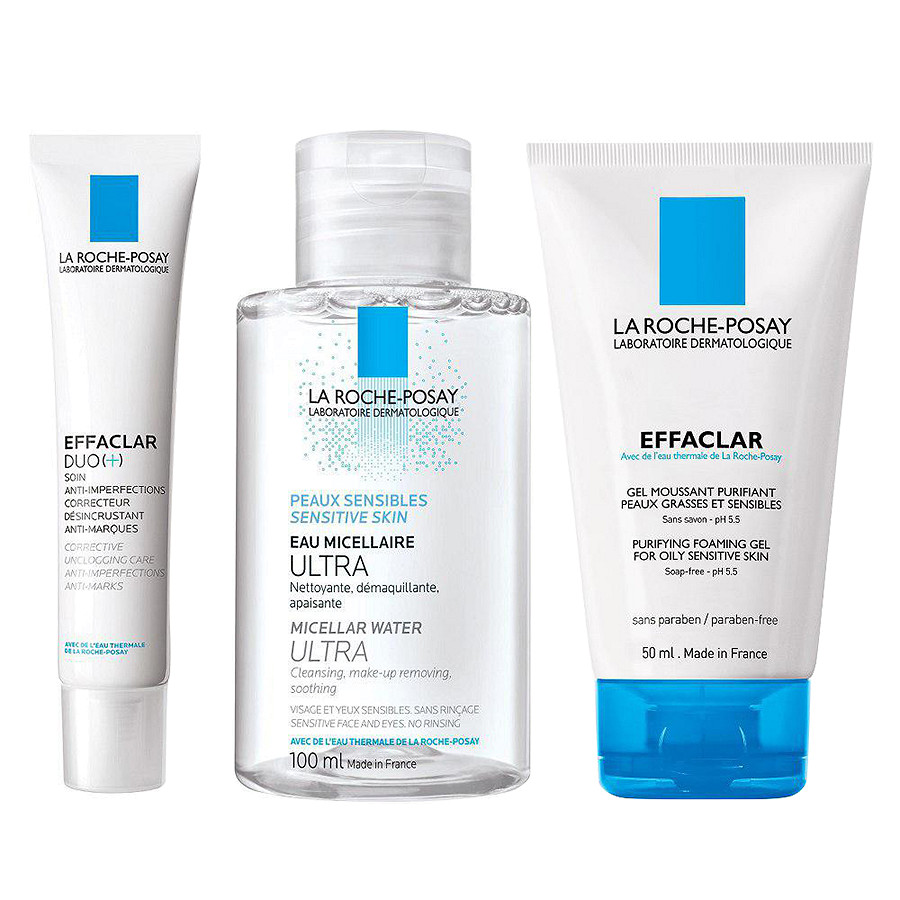 LA ROCHE-POSAY
LABORATOIRE DERMATOLOGIQUE
EFFACLAR
DUO(+)
SOIN
ANTI-IMPERFECTIONS
CORRECTEUR
DÉSINCRUSTANT
ANTI-MARQUES
CORRECTIVE
UNCLOGGING CARE
ANTI-IMPERFECTIONS
ANTI-MARKS
AVEC DE L'EAU THERMALE
DE LA ROCHE-POSAY
LA ROCHE-POSAY
LABORATOIRE DERMATOLOGIQUE
PEAUX SENSIBLES
SENSITIVE SKIN
EAU MICELLAIRE
ULTRA
Nettoyante, démaquillante,
apaisante
MICELLAR WATER
ULTRA
Cleansing, make-up removing,
soothing
VISAGE ET YEUX SENSIBLES. SANS RINÇAGE
SENSITIVE FACE AND EYES. NO RINSING
AVEC DE L'EAU THERMALE DE LA ROCHE-POSAY
100 ml Made in France
LA ROCHE-POSAY
LABORATOIRE DERMATOLOGIQUE
EFFACLAR
Avec de l'eau thermale de La Roche-Posay
GEL MOUSSANT PURIFIANT
PEAUX GRASSES ET SENSIBLES
Sans savon - pH 5.5
PURIFYING FOAMING GEL
FOR OILY SENSITIVE SKIN
Soap-free - pH 5.5
sans paraben / paraben-free
50 ml . Made in France